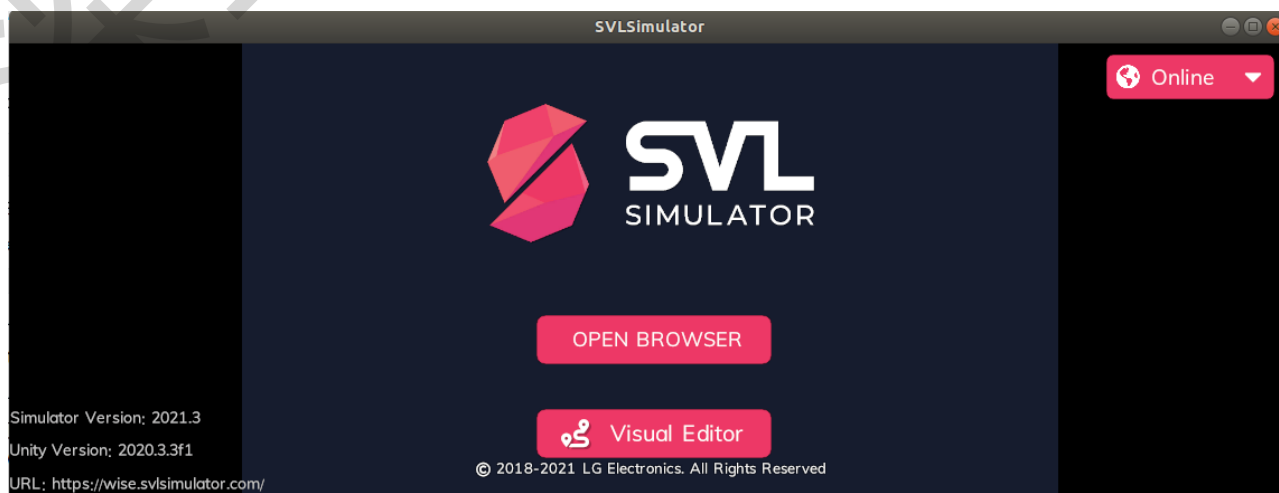 SVLSimulator
Online
SVL
SIMULATOR
OPEN BROWSER
Simulator Version: 2021.3
Visual Editor
Unity Version: 2020.3.3f1
© 2018-2021 LG Electronics. All Rights Reserved
URL: https://wise.svlsimulator.com/